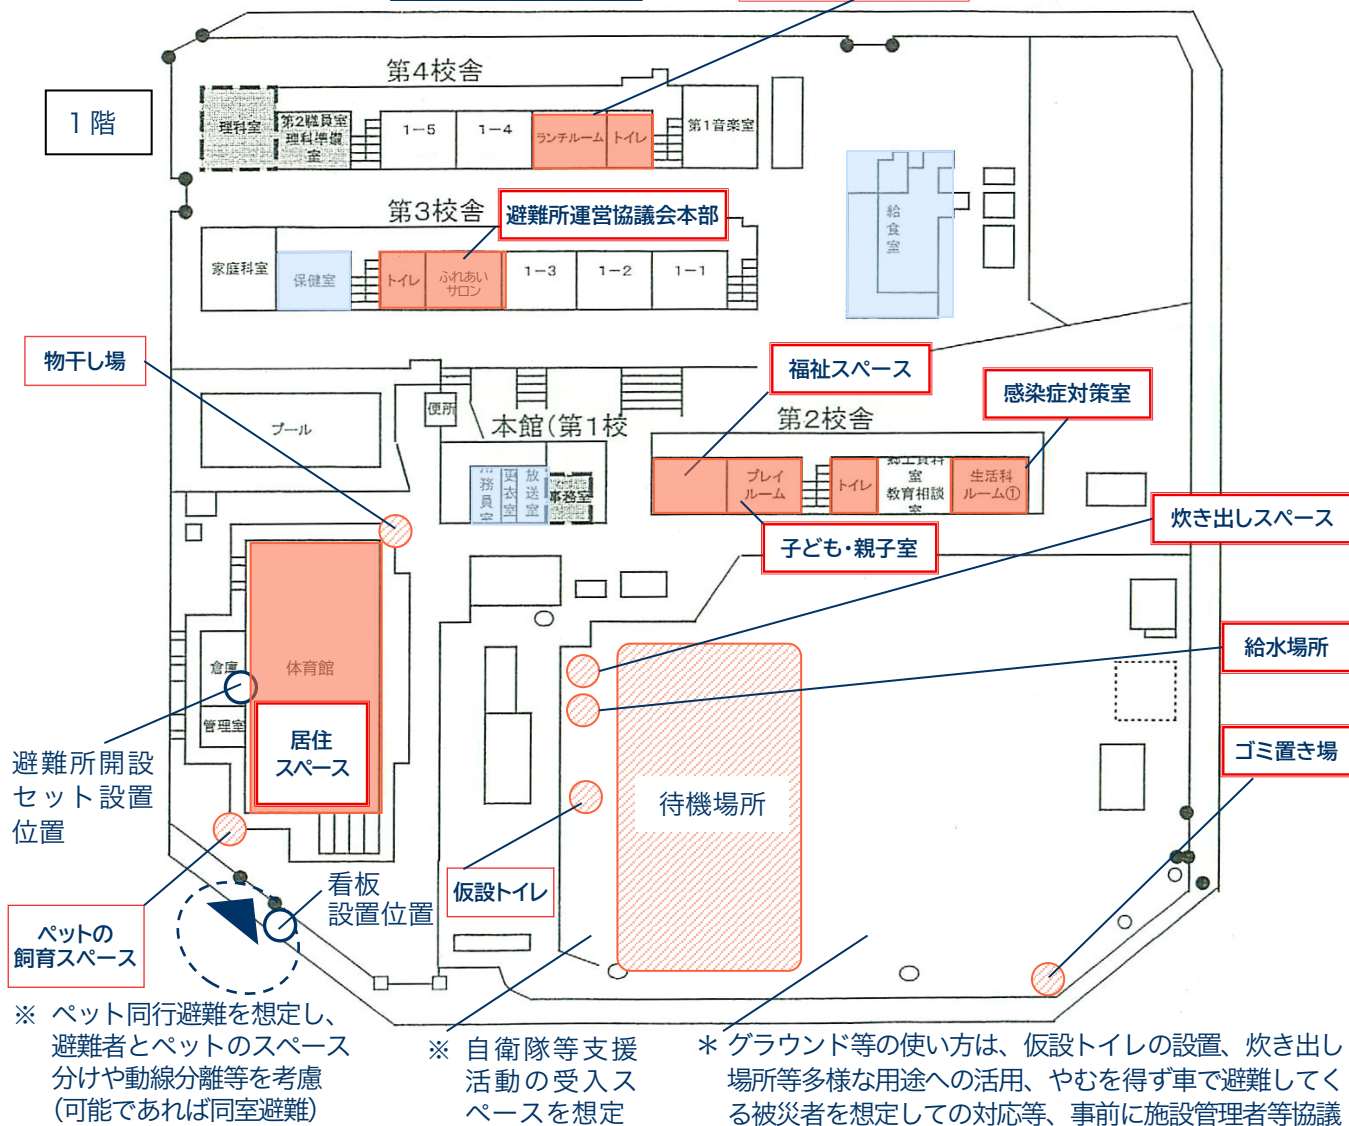 1階
第4校舎
理科室
第2職員室
理科準備
室
1-5
1-4
ランチルーム
トイレ
第1音楽室
第3校舎
避難所運営協議会本部
家庭科室
保健室
トイレ
ふれあい
サロン
1-3
1-2
1-1
給食室
物干し場
福祉スペース
感染症対策室
プール
便所
本館(第1校
第2校舎
務員室
更衣室
放送室
事務室
プレイ
ルーム
トイレ
室
教育相談
室
生活科
ルーム①
子ども・親子室
炊き出しスペース
給水場所
ゴミ置き場
倉庫
体育館
管理室
居住
スペース
避難所開設
セット設置
位置
待機場所
仮設トイレ
看板
設置位置
ペットの
飼育スペース
※ ペット同行避難を想定し、
避難者とペットのスペース
分けや動線分離等を考慮
(可能であれば同室避難)
※ 自衛隊等支援
活動の受入ス
ペースを想定
＊ グラウンド等の使い方は、仮設トイレの設置、炊き出し
場所等多様な用途への活用、やむを得ず車で避難してく
る被災者を想定しての対応等、事前に施設管理者等協議